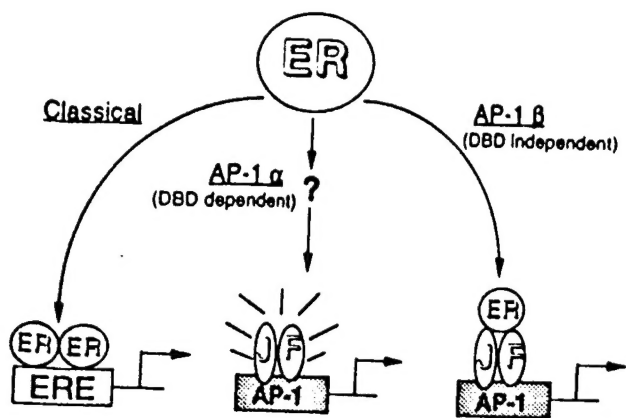 ER
Classical
AP-1 α
(DBD dependent)
?
AP-1 β
(DBD Independent)
ER ER
ERE
J F
AP-1
ER
J F
AP-1